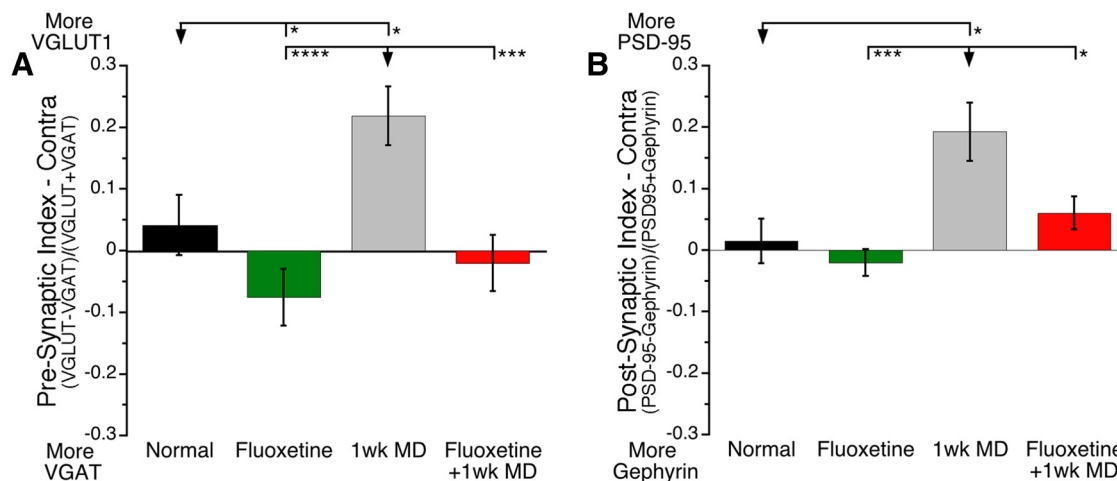 More
VGLUT1
*
*
****
***
A
0.3
0.2
0.1
0
-0.1
-0.2
-0.3
Pre-Synaptic Index - Contra
(VGLUT-VGAT)/(VGLUT+VGAT)
More
VGAT
Normal
Fluoxetine
1wk MD
Fluoxetine
+1wk MD
More
PSD-95
*
***
*
B
0.3
0.2
0.1
0
-0.1
-0.2
-0.3
Post-Synaptic Index - Contra
(PSD-95-Gephyrin)/(PSD95+Gephyrin)
More
Gephyrin
Normal
Fluoxetine
1wk MD
Fluoxetine
+1wk MD